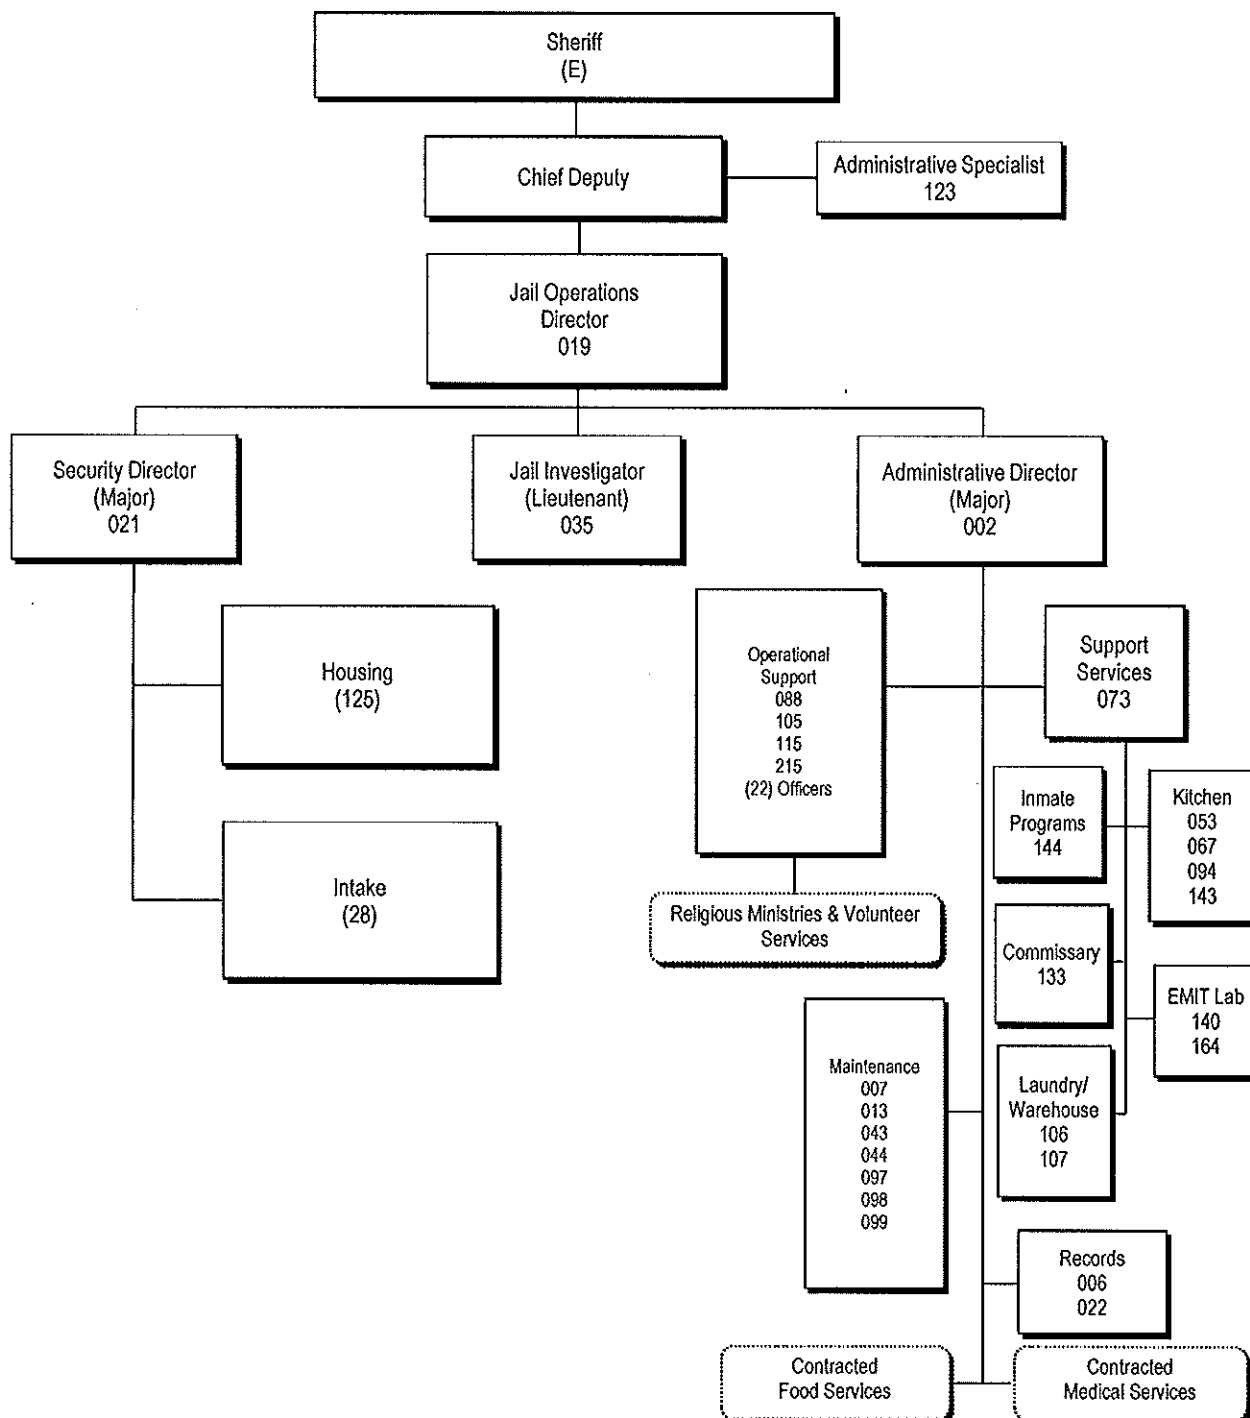 Sheriff
(E)
Chief Deputy
Administrative Specialist
123
Jail Operations
Director
019
Security Director
(Major)
021
Jail Investigator
(Lieutenant)
035
Administrative Director
(Major)
002
Housing
(125)
Intake
(28)
Operational
Support
088
105
115
215
(22) Officers
Support
Services
073
Religious Ministries & Volunteer
Services
Inmate
Programs
144
Kitchen
053
067
094
143
Commissary
133
EMIT Lab
140
164
Maintenance
007
013
043
044
097
098
099
Laundry/
Warehouse
106
107
Records
006
022
Contracted
Food Services
Contracted
Medical Services